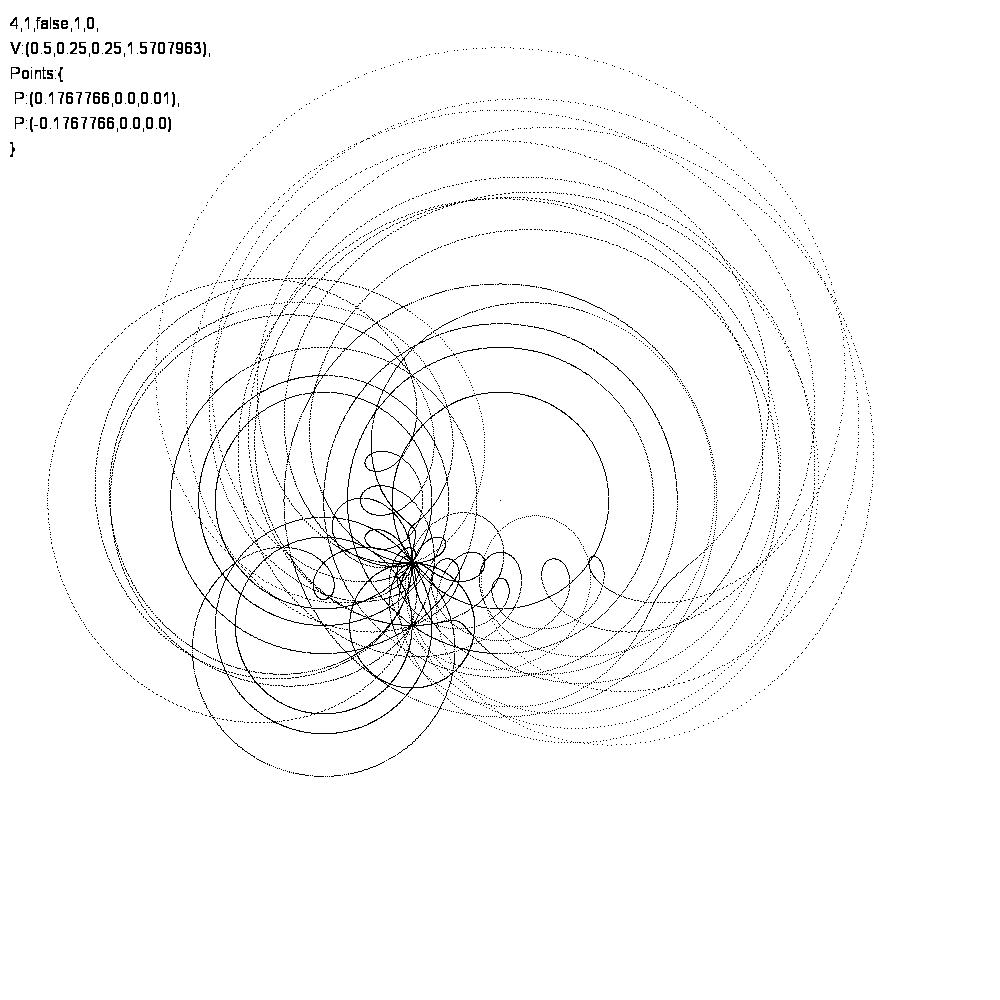 4,1,false,1,0,
V:(0.5,0.25,0.25,1.5707963),
Points:{
P:(0.1767766,0.0,0.01),
P:(-0.1767766,0.0,0.0)
}